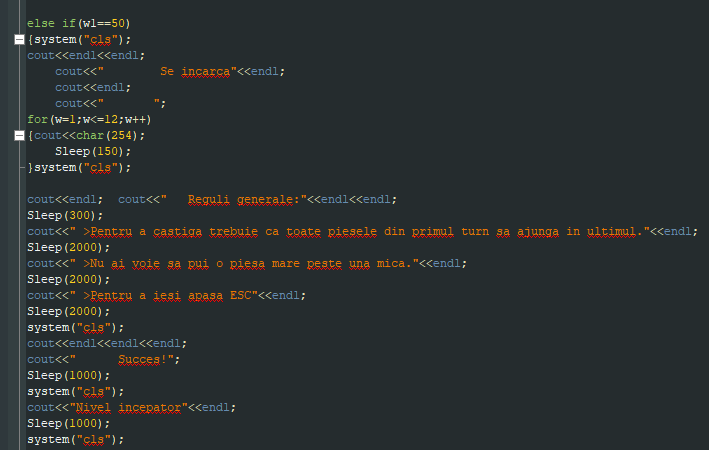 else if(w1==50)
{system("cls");
cout<<endl<<endl;
    cout<<"        Se incarca"<<endl;
    cout<<endl;
    cout<<"       ";
for(w=1;w<=12;w++)
{cout<<char(254);
    Sleep(150);
}system("cls");

cout<<endl;  cout<<"   Reguli generale:"<<endl<<endl;
Sleep(300);
cout<<" >Pentru a castiga trebuie ca toate piesele din primul turn sa ajunga in ultimul."<<endl;
Sleep(2000);
cout<<" >Nu ai voie sa pui o piesa mare peste una mica."<<endl;
Sleep(2000);
cout<<" >Pentru a iesi apasa ESC"<<endl;
Sleep(2000);
system("cls");
cout<<endl<<endl<<endl;
cout<<"      Succes!";
Sleep(1000);
system("cls");
cout<<"Nivel incepator"<<endl;
Sleep(1000);
system("cls");